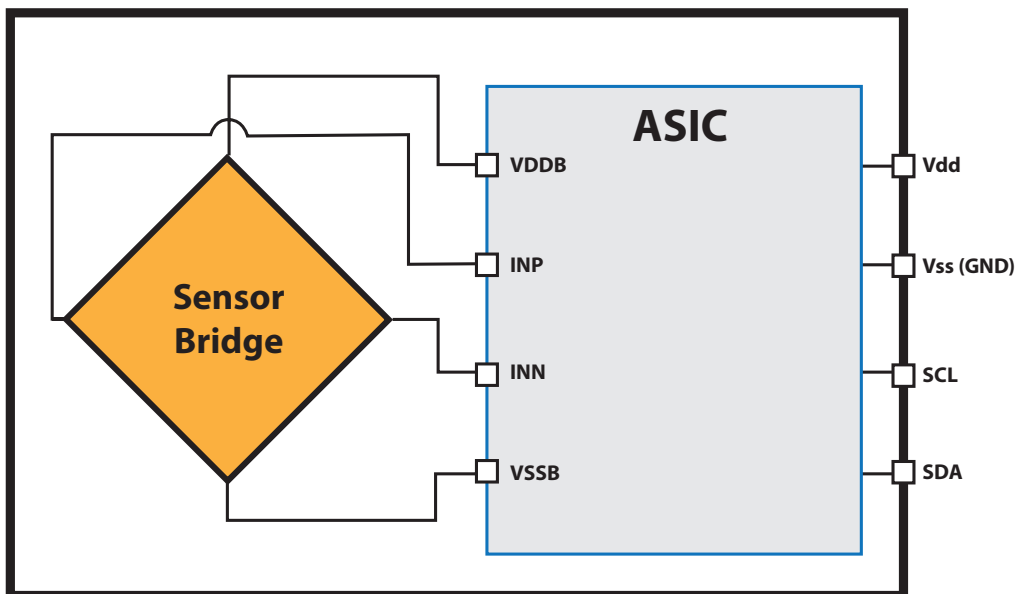 ASIC
VDDB
Vdd
INP
Vss (GND)
Sensor
Bridge
INN
SCL
VSSB
SDA